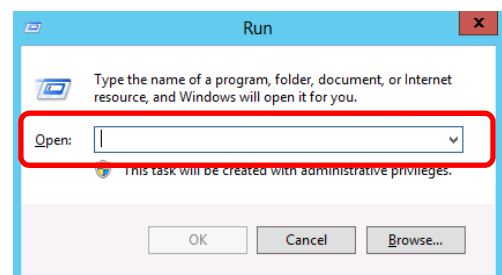 Run
x
Type the name of a program, folder, document, or Internet
resource, and Windows will open it for you.
Open:
This task will be created with administrative privileges.
OK Cancel Browse...